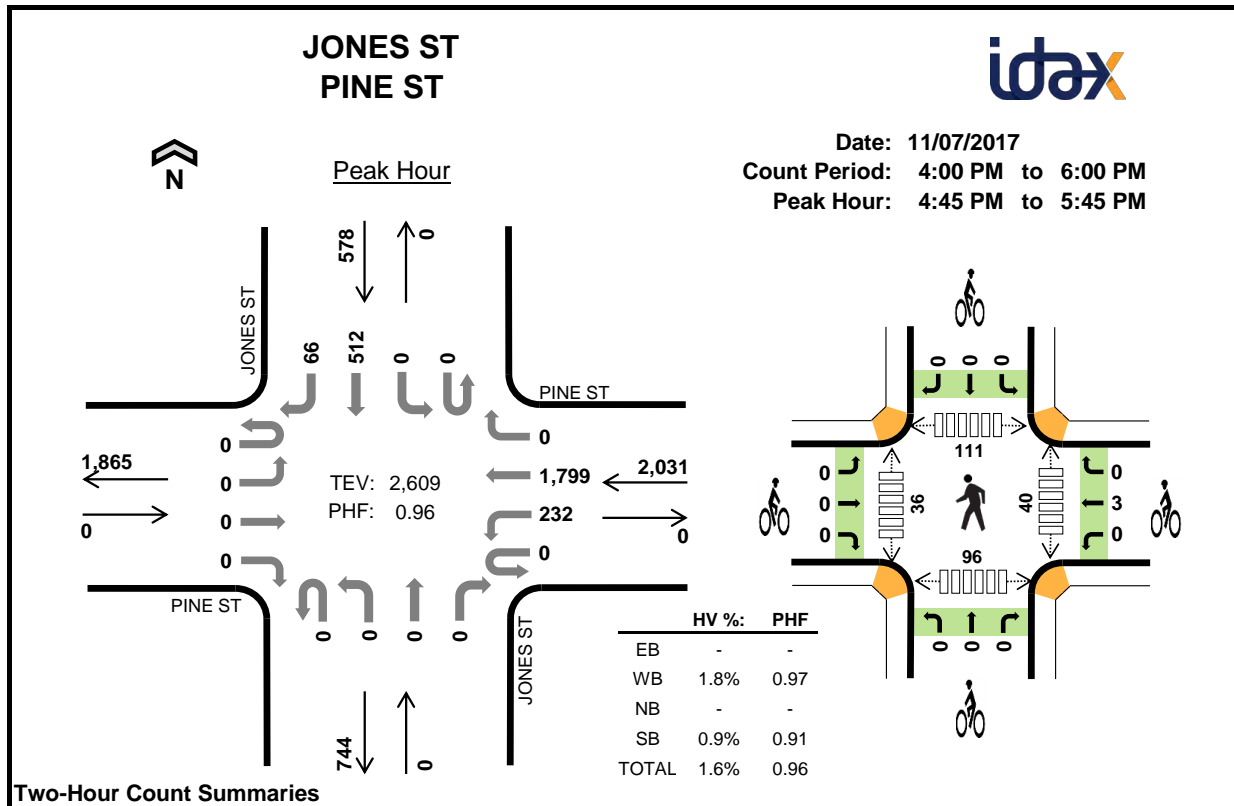 JONES ST
PINE ST
idax
Date: 11/07/2017
Count Period: 4:00 PM to 6:00 PM
Peak Hour: 4:45 PM to 5:45 PM
N
Peak Hour
578
0
JONES ST
66
512
0
0
PINE ST
0
1,799
232
0
2,031
0
1,865
0
0
0
0
0
TEV: 2,609
PHF: 0.96
PINE ST
0
0
0
0
JONES ST
744
0
HV %: PHF
EB - -
WB 1.8% 0.97
NB - -
SB 0.9% 0.91
TOTAL 1.6% 0.96
0 0 0
111
0
0
0
36
40
0
3
0
96
0 0 0
Two-Hour Count Summaries